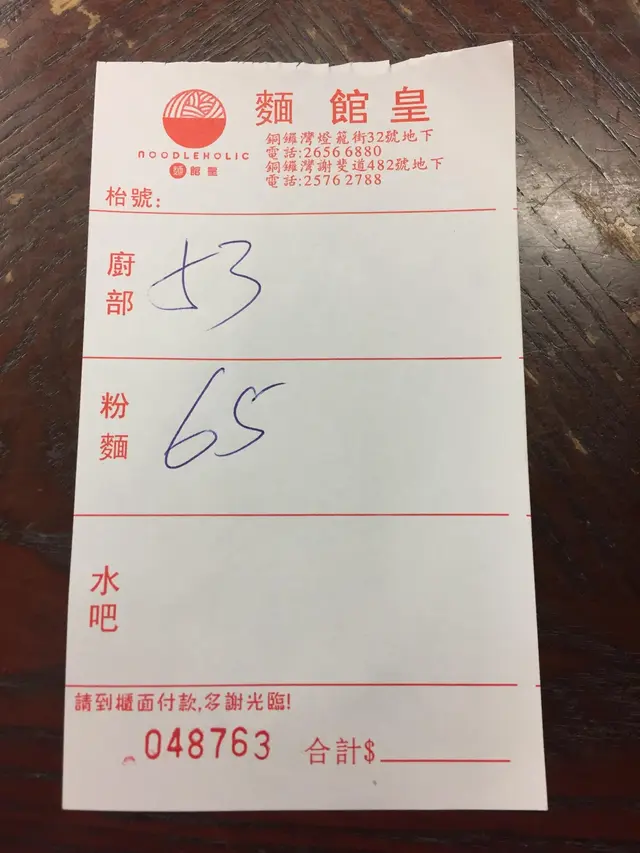 麵館皇
NOODLEHOLIC
館皇
銅鑼灣燈籠街32號地下
電話:2656 6880
銅鑼灣謝斐道482號地下
電話:2576 2788
枱號:
廚部
53
粉麵
65
水吧
請到櫃面付款,多謝光臨!
048763
合計$